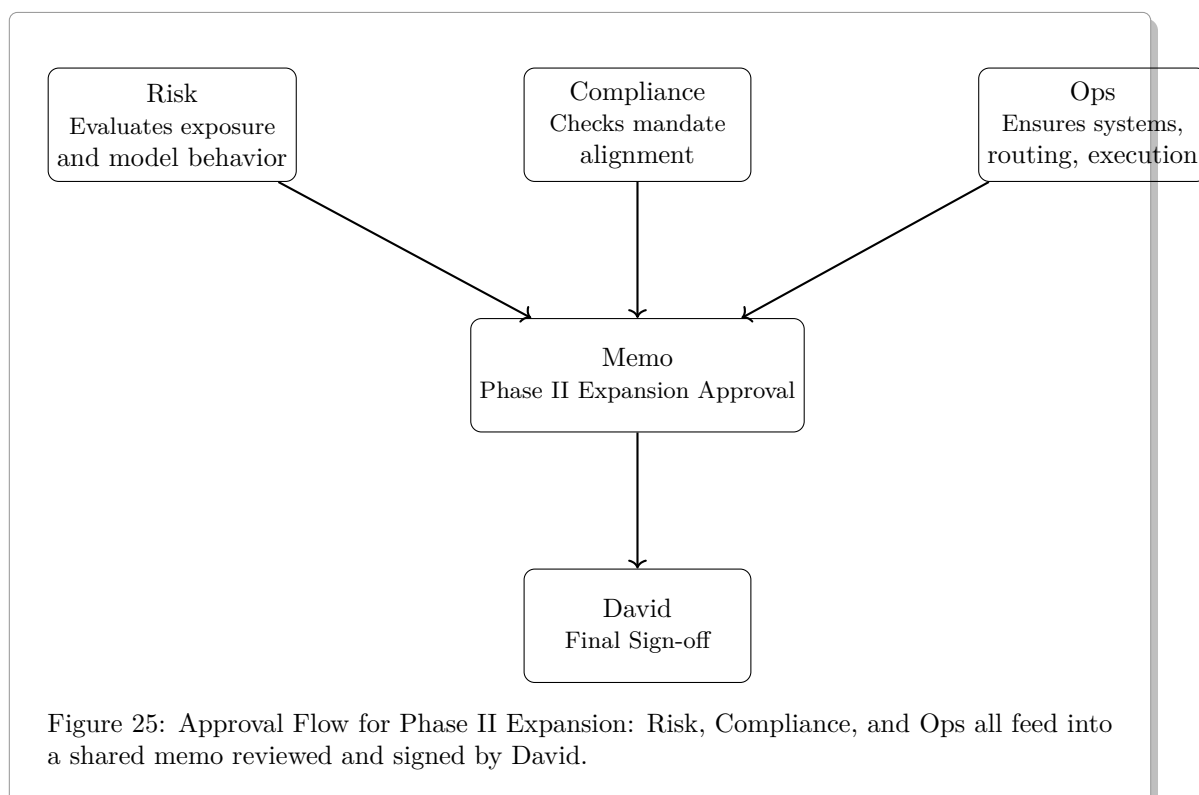 Risk
Evaluates exposure
and model behavior
Compliance
Checks mandate
alignment
Ops
Ensures systems,
routing, execution
Memo
Phase II Expansion Approval
David
Final Sign-off
Figure 25: Approval Flow for Phase II Expansion: Risk, Compliance, and Ops all feed into
a shared memo reviewed and signed by David.